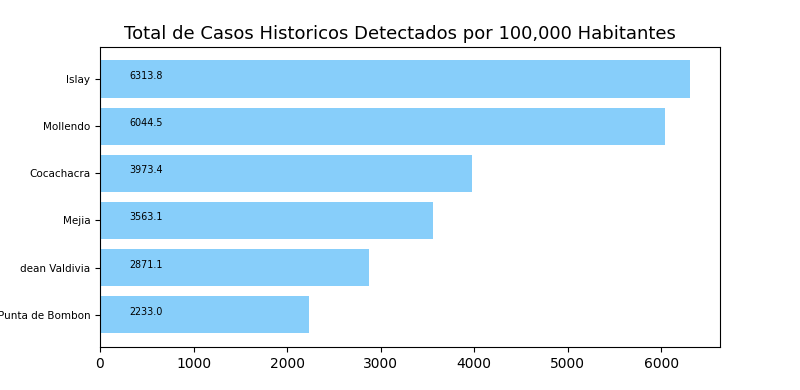 Total de Casos Historicos Detectados por 100,000 Habitantes
Islay 6313.8
Mollendo 6044.5
Cocachacra 3973.4
Mejia 3563.1
dean Valdivia 2871.1
Punta de Bombon 2233.0
0 1000 2000 3000 4000 5000 6000